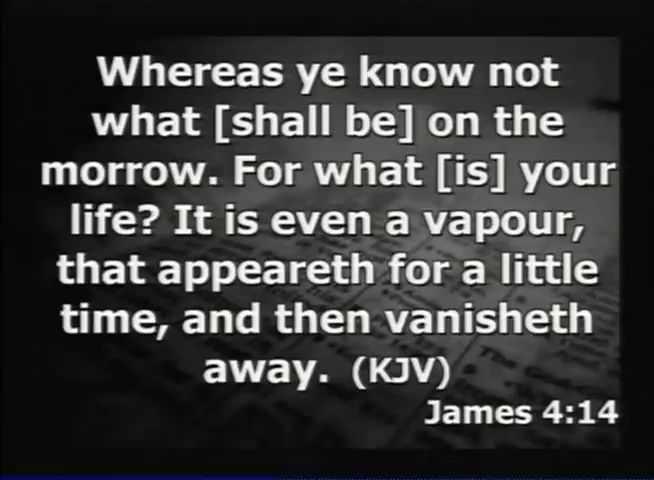 Whereas ye know not
what [shall be] on the
morrow. For what [is] your
life? It is even a vapour,
that appeareth for a little
time, and then vanisheth
away. (KJV)
James 4:14